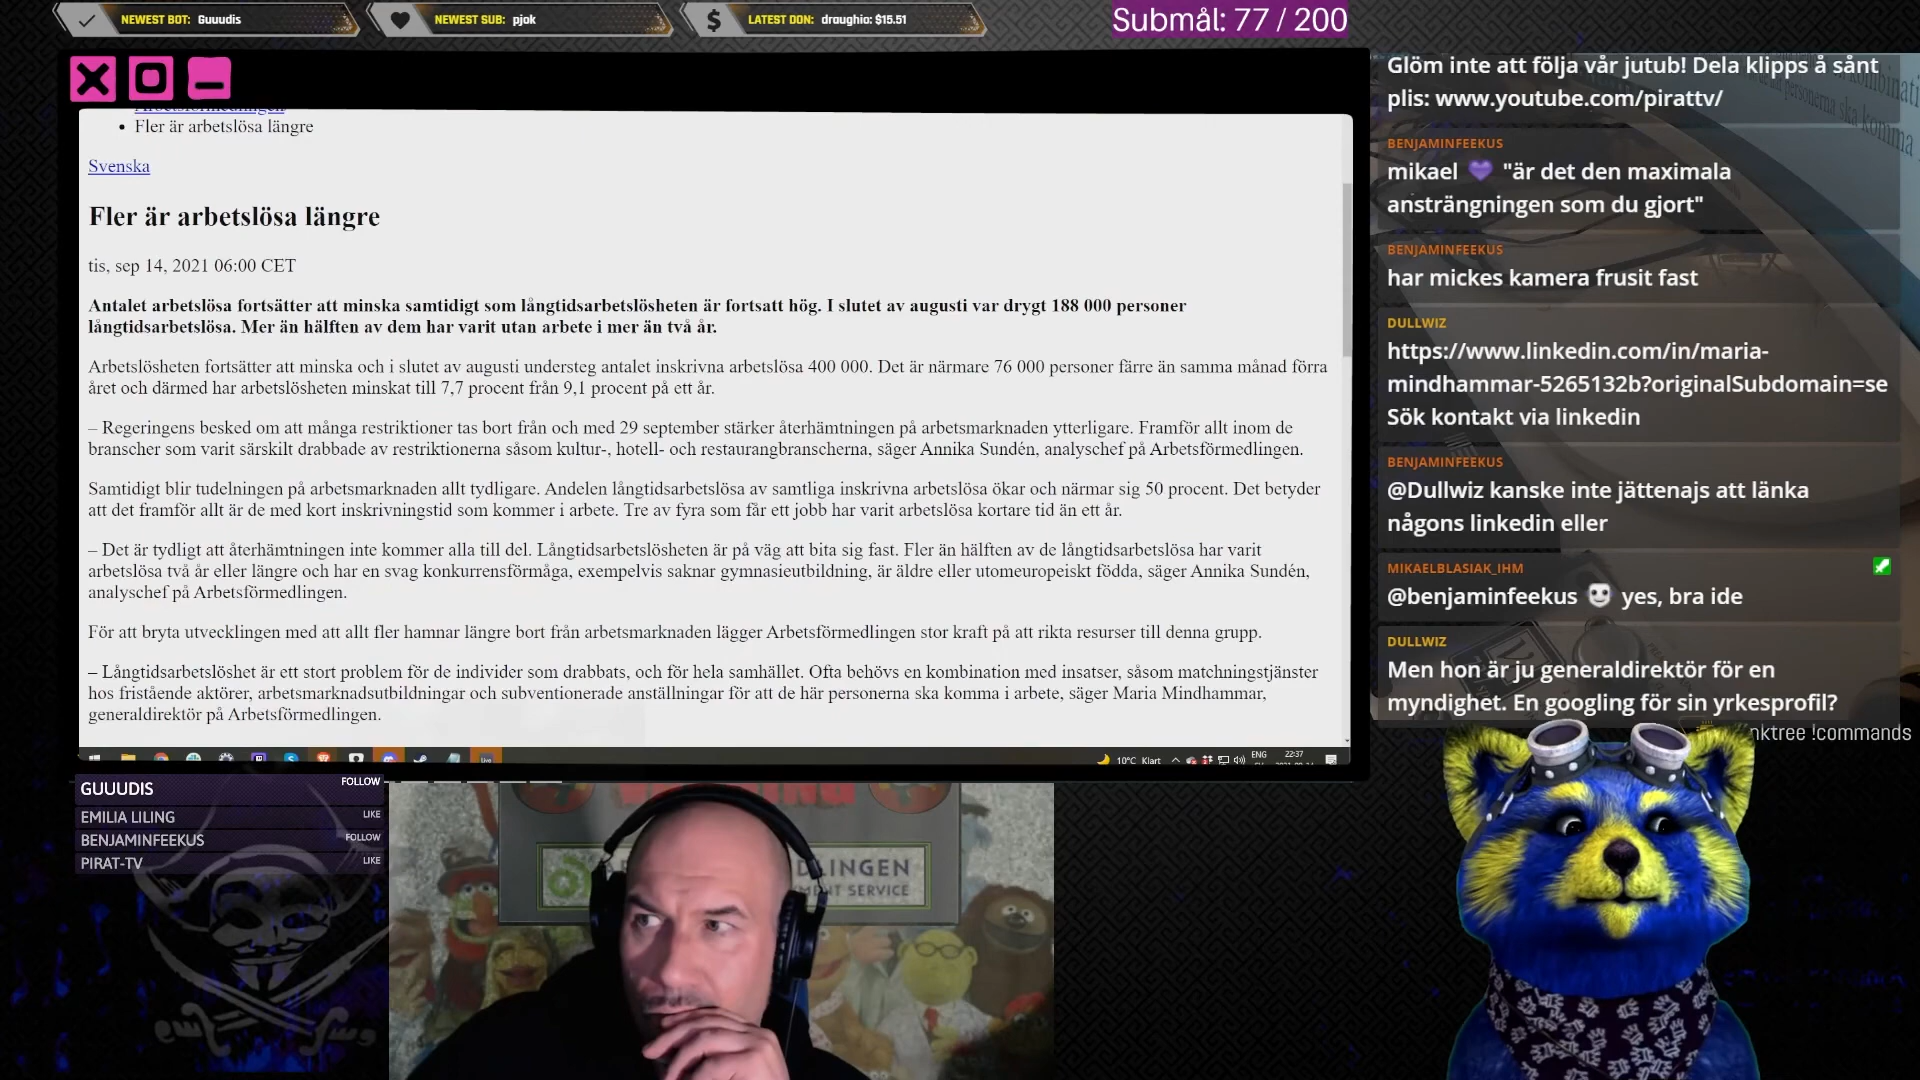 NEWEST BOT: Guuudis
NEWEST SUB: pjok
LATEST DON: draughio: $15.51
Submål: 77 / 200
Arbetsförmedlingen
• Fler är arbetslösa längre
Svenska
Fler är arbetslösa längre
tis, sep 14, 2021 06:00 CET
Antalet arbetslösa fortsätter att minska samtidigt som långtidsarbetslösheten är fortsatt hög. I slutet av augusti var drygt 188 000 personer
långtidsarbetslösa. Mer än hälften av dem har varit utan arbete i mer än två år.
Arbetslösheten fortsätter att minska och i slutet av augusti understeg antalet inskrivna arbetslösa 400 000. Det är närmare 76 000 personer färre än samma månad förra
året och därmed har arbetslösheten minskat till 7,7 procent från 9,1 procent på ett år.
– Regeringens besked om att många restriktioner tas bort från och med 29 september stärker återhämtningen på arbetsmarknaden ytterligare. Framför allt inom de
branscher som varit särskilt drabbade av restriktionerna såsom kultur-, hotell- och restaurangbranscherna, säger Annika Sundén, analyschef på Arbetsförmedlingen.
Samtidigt blir tudelningen på arbetsmarknaden allt tydligare. Andelen långtidsarbetslösa av samtliga inskrivna arbetslösa ökar och närmar sig 50 procent. Det betyder
att det framför allt är de med kort inskrivningstid som kommer i arbete. Tre av fyra som får ett jobb har varit arbetslösa kortare tid än ett år.
– Det är tydligt att återhämtningen inte kommer alla till del. Långtidsarbetslösheten är på väg att bita sig fast. Fler än hälften av de långtidsarbetslösa har varit
arbetslösa två år eller längre och har en svag konkurrensförmåga, exempelvis saknar gymnasieutbildning, är äldre eller utomeuropeiskt födda, säger Annika Sundén,
analyschef på Arbetsförmedlingen.
För att bryta utvecklingen med att allt fler hamnar längre bort från arbetsmarknaden lägger Arbetsförmedlingen stor kraft på att rikta resurser till denna grupp.
– Långtidsarbetslöshet är ett stort problem för de individer som drabbats, och för hela samhället. Ofta behövs en kombination med insatser, såsom matchningstjänster
hos fristående aktörer, arbetsmarknadsutbildningar och subventionerade anställningar för att de här personerna ska komma i arbete, säger Maria Mindhammar,
generaldirektör på Arbetsförmedlingen.
10°C Klart
ENG
22:37
GUUUDIS FOLLOW
EMILIA LILING LIKE
BENJAMINFEEKUS FOLLOW
PIRAT-TV LIKE
DLINGEN
MENT SERVICE
Glöm inte att följa vår jutub! Dela klipps å sånt
plis: www.youtube.com/pirattv/
BENJAMINFEEKUS
mikael 💜 "är det den maximala
ansträngningen som du gjort"
BENJAMINFEEKUS
har mickes kamera frusit fast
DULLWIZ
https://www.linkedin.com/in/maria-
mindhammar-5265132b?originalSubdomain=se
Sök kontakt via linkedin
BENJAMINFEEKUS
@Dullwiz kanske inte jättenajs att länka
någons linkedin eller
MIKAELBLASIAK_IHM
@benjaminfeekus yes, bra ide
DULLWIZ
Men hon är ju generaldirektör för en
myndighet. En googling för sin yrkesprofil?
nktree !commands